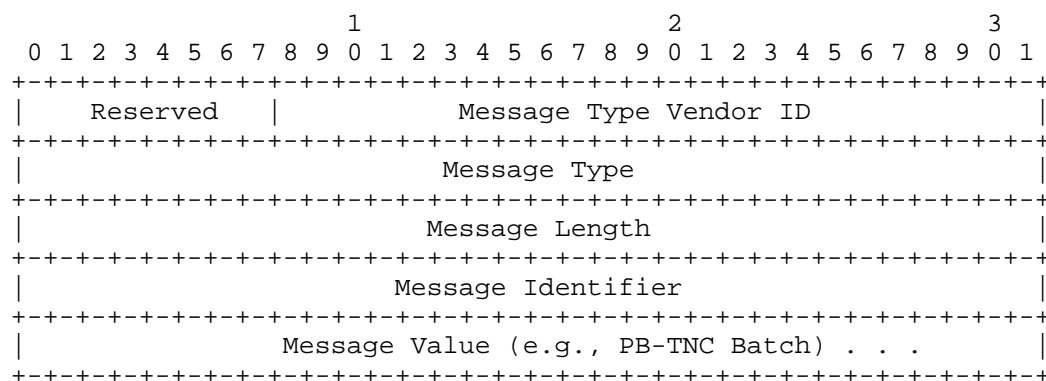 1                   2                   3
 0 1 2 3 4 5 6 7 8 9 0 1 2 3 4 5 6 7 8 9 0 1 2 3 4 5 6 7 8 9 0 1
+-+-+-+-+-+-+-+-+-+-+-+-+-+-+-+-+-+-+-+-+-+-+-+-+-+-+-+-+-+-+-+-+
|    Reserved   |           Message Type Vendor ID              |
+-+-+-+-+-+-+-+-+-+-+-+-+-+-+-+-+-+-+-+-+-+-+-+-+-+-+-+-+-+-+-+-+
|                          Message Type                         |
+-+-+-+-+-+-+-+-+-+-+-+-+-+-+-+-+-+-+-+-+-+-+-+-+-+-+-+-+-+-+-+-+
|                         Message Length                        |
+-+-+-+-+-+-+-+-+-+-+-+-+-+-+-+-+-+-+-+-+-+-+-+-+-+-+-+-+-+-+-+-+
|                       Message Identifier                      |
+-+-+-+-+-+-+-+-+-+-+-+-+-+-+-+-+-+-+-+-+-+-+-+-+-+-+-+-+-+-+-+-+
|                Message Value (e.g., PB-TNC Batch) . . .       |
+-+-+-+-+-+-+-+-+-+-+-+-+-+-+-+-+-+-+-+-+-+-+-+-+-+-+-+-+-+-+-+-+